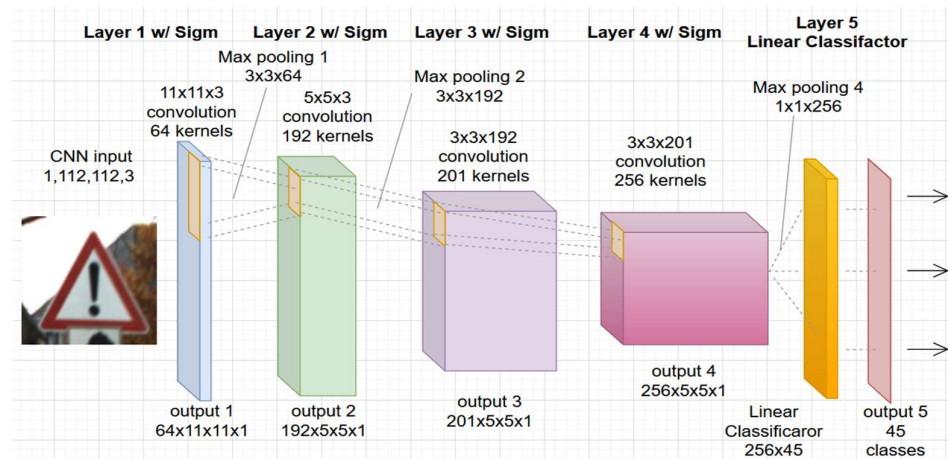 Layer 1 w/ Sigm
Layer 2 w/ Sigm
Layer 3 w/ Sigm
Layer 4 w/ Sigm
Layer 5
Linear Classifactor
Max pooling 1
3x3x64
Max pooling 2
3x3x192
Max pooling 4
1x1x256
11x11x3
convolution
64 kernels
5x5x3
convolution
192 kernels
3x3x192
convolution
201 kernels
3x3x201
convolution
256 kernels
CNN input
1,112,112,3
output 1
64x11x11x1
output 2
192x5x5x1
output 3
201x5x5x1
output 4
256x5x5x1
Linear
Classificaror
256x45
output 5
45
classes